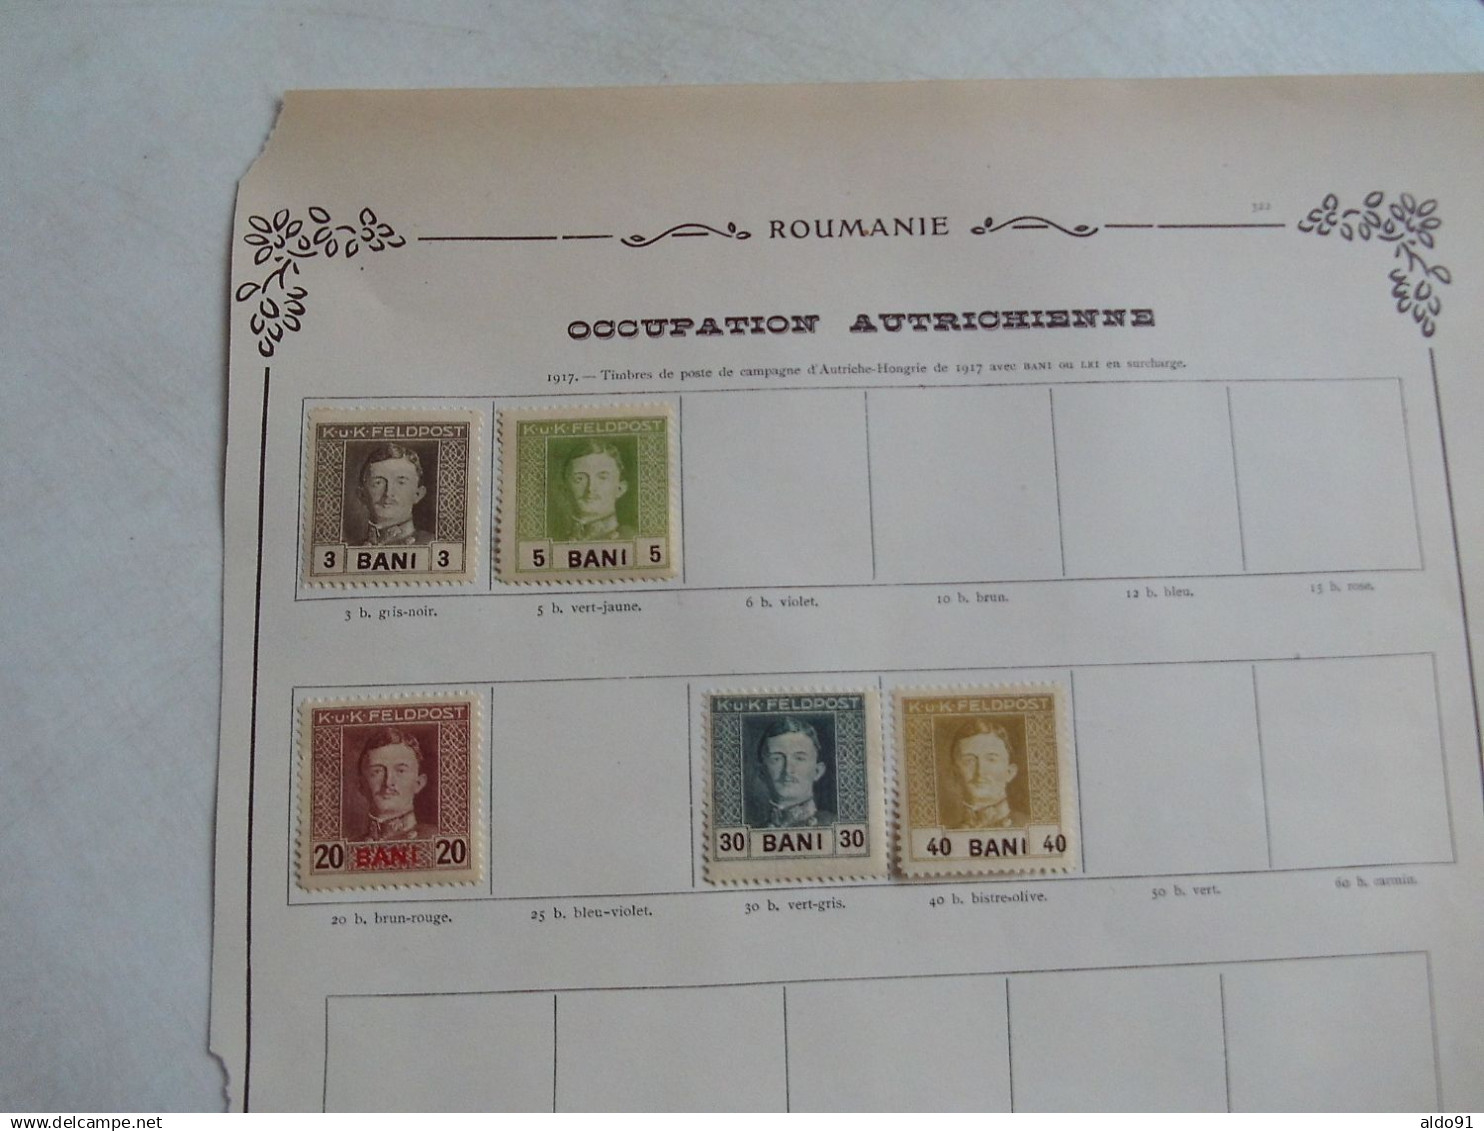 322
ROUMANIE
OCCUPATION AUTRICHIENNE
1917. — Timbres de poste de campagne d'Autriche-Hongrie de 1917 avec BANI OU LEI en surcharge.
K·u·K·FELDPOST K·u·K·FELDPOST
3 BANI 3 5 BANI 5
3 b. gris-noir. 5 b. vert-jaune. 6 b. violet. 10 b. brun. 12 b. bleu. 15 b. rose.
K·u·K·FELDPOST K·u·K·FELDPOST K·u·K·FELDPOST
20 BANI 20 30 BANI 30 40 BANI 40
20 b. brun-rouge. 25 b. bleu-violet. 30 b. vert-gris. 40 b. bistre-olive. 50 b. vert. 60 b. carmin.
delcampe.net
aldo91